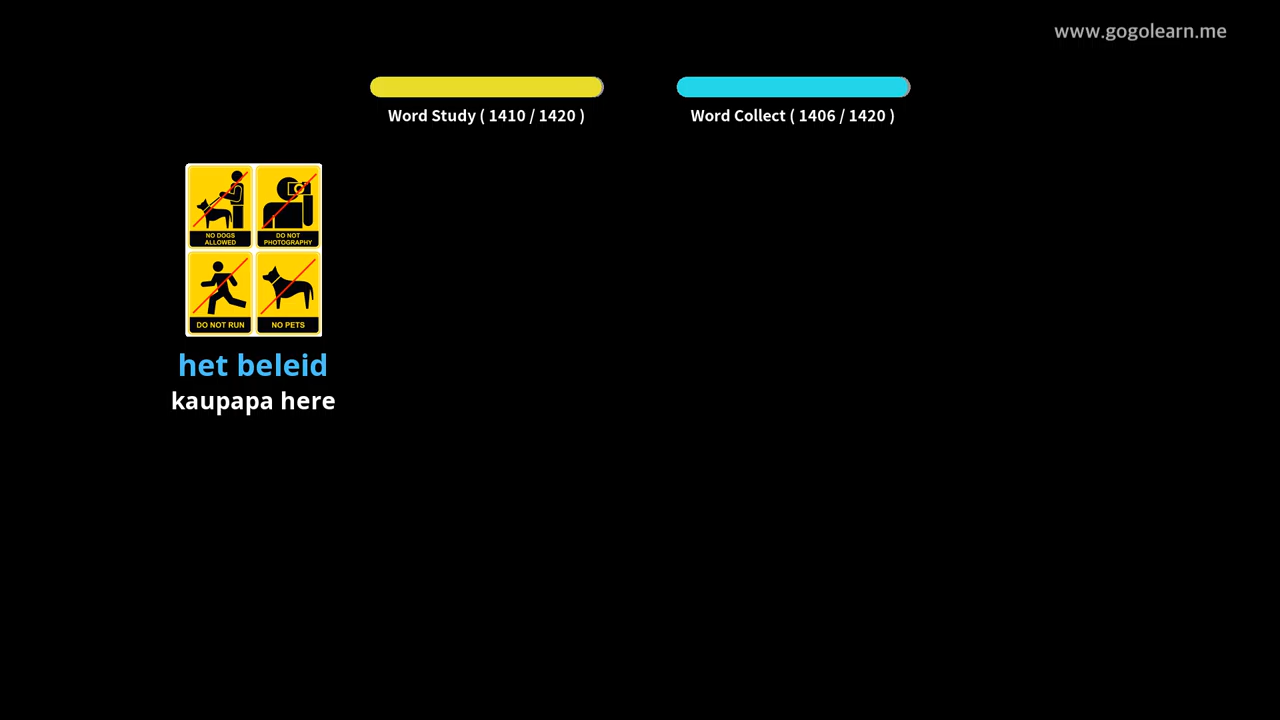 www.gogolearn.me
Word Study ( 1410 / 1420 )
Word Collect ( 1406 / 1420 )
NO DOGS
ALLOWED
DO NOT
PHOTOGRAPHY
DO NOT RUN
NO PETS
het beleid
kaupapa here